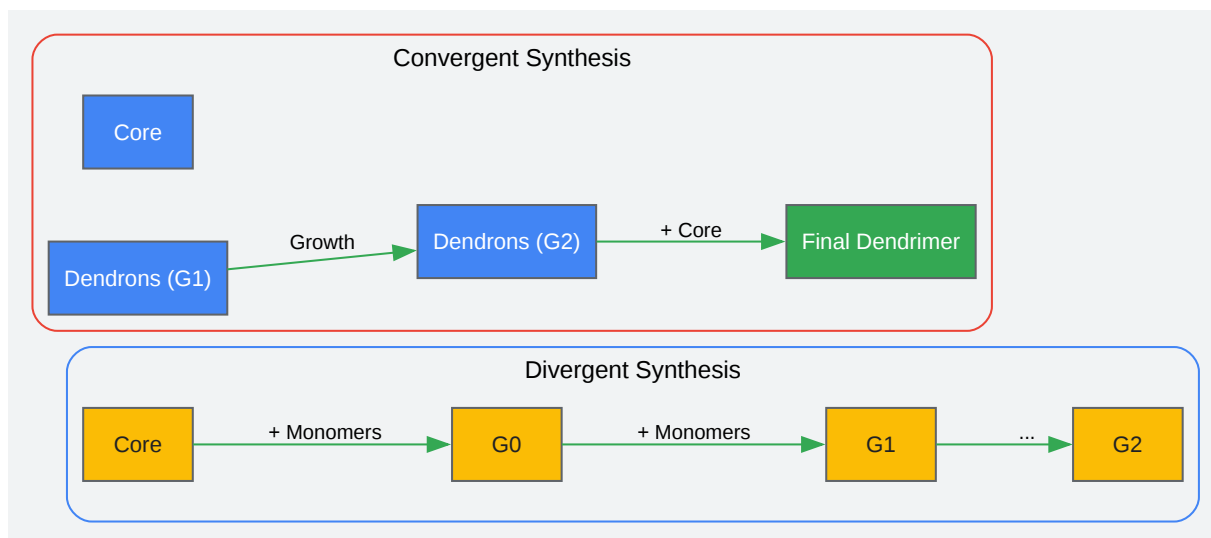 Convergent Synthesis
Core
Dendrons (G1)
Growth
Dendrons (G2)
+ Core
Final Dendrimer
Divergent Synthesis
Core
+ Monomers
G0
+ Monomers
G1
...
G2